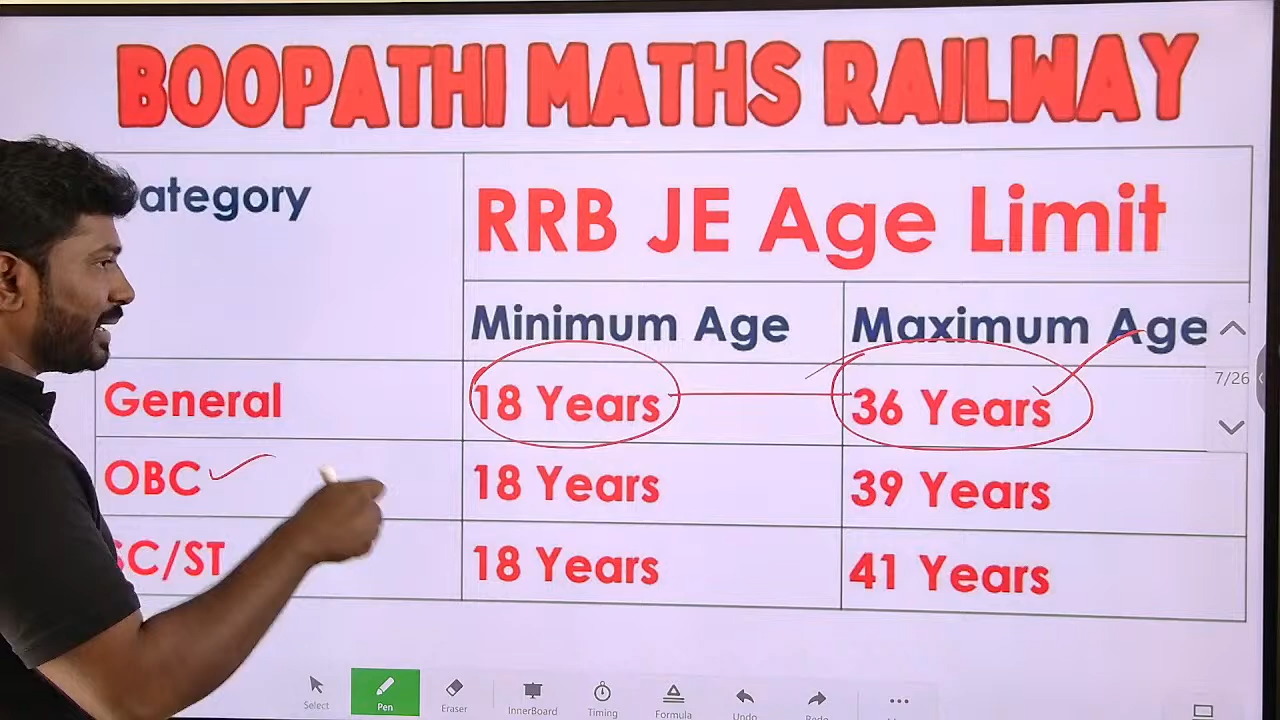 BOOPATHI MATHS RAILWAY
ategory
RRB JE Age Limit
Minimum Age
Maximum Age
7/26
General
18 Years
36 Years
OBC
18 Years
39 Years
SC/ST
18 Years
41 Years
Select
Pen
Eraser
InnerBoard
Timing
Formula
Undo
Redo